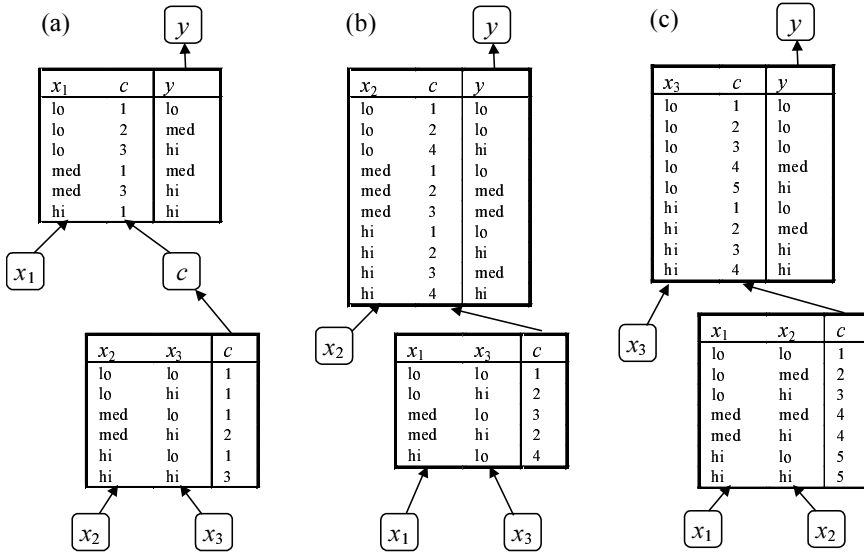 (a)
y
x₁ c y
lo 1 lo
lo 2 med
lo 3 hi
med 1 med
med 3 hi
hi 1 hi
x₁
c
x₂ x₃ c
lo lo 1
lo hi 1
med lo 1
med hi 2
hi lo 1
hi hi 3
x₂
x₃
(b)
y
x₂ c y
lo 1 lo
lo 2 lo
lo 4 hi
med 1 lo
med 2 med
med 3 med
hi 1 lo
hi 2 hi
hi 3 med
hi 4 hi
x₂
x₁ x₃ c
lo lo 1
lo hi 2
med lo 3
med hi 2
hi lo 4
x₁
x₃
(c)
y
x₃ c y
lo 1 lo
lo 2 lo
lo 3 lo
lo 4 med
lo 5 hi
hi 1 lo
hi 2 med
hi 3 hi
hi 4 hi
x₃
x₁ x₂ c
lo lo 1
lo med 2
lo hi 3
med med 4
med hi 4
hi lo 5
hi hi 5
x₁
x₂